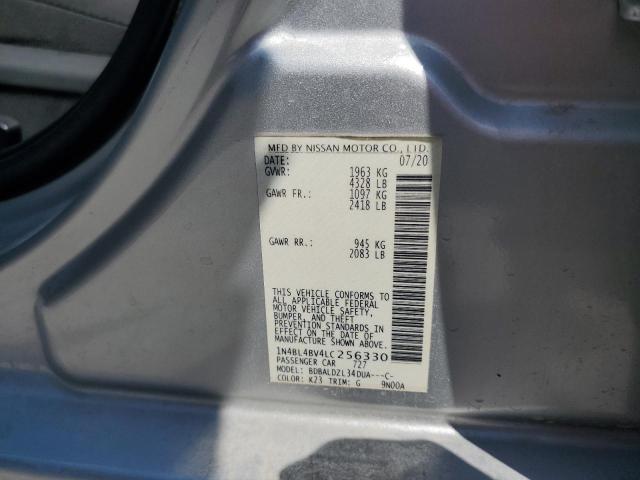 MFD BY NISSAN MOTOR CO., LTD.
DATE: 07/20
GVWR: 1963 KG
4328 LB
GAWR FR.: 1097 KG
2418 LB
GAWR RR.: 945 KG
2083 LB
THIS VEHICLE CONFORMS TO
ALL APPLICABLE FEDERAL
MOTOR VEHICLE SAFETY,
BUMPER, AND THEFT
PREVENTION STANDARDS IN
EFFECT ON THE DATE OF
MANUFACTURE SHOWN ABOVE.
1N4BL4BV4LC256330
PASSENGER CAR 727
MODEL: BDBALDZL34DUA---C-
COLOR: K23 TRIM: G 9N00A